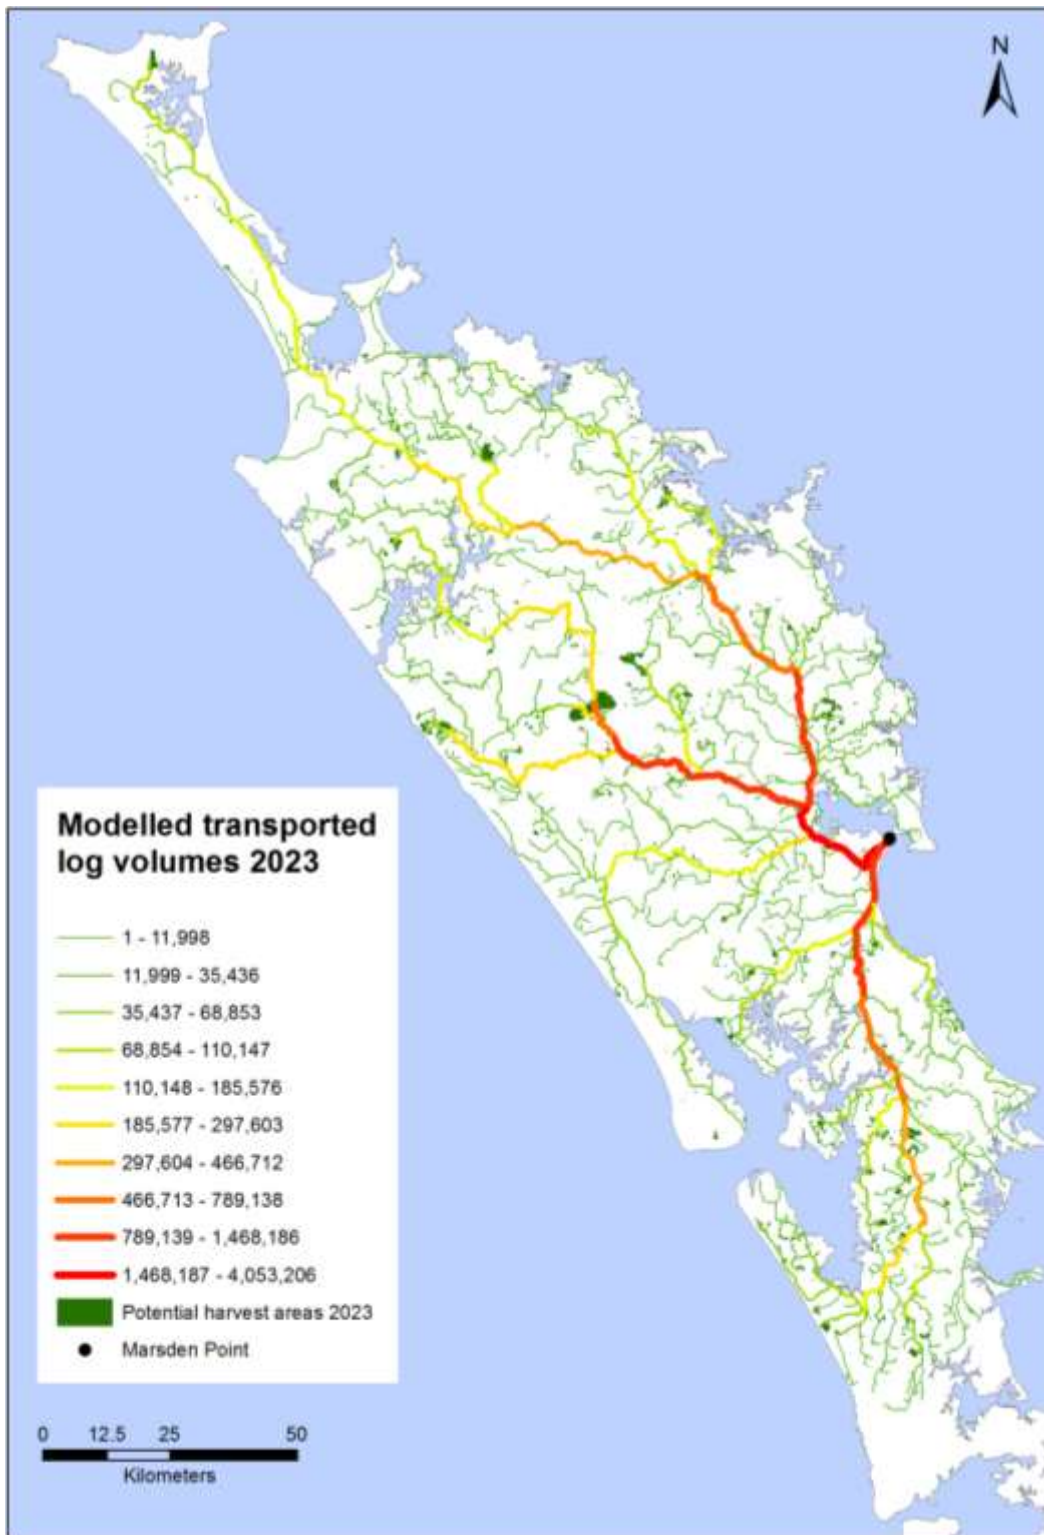 N
Modelled transported
log volumes 2023
1 - 11,998
11,999 - 35,436
35,437 - 68,853
68,854 - 110,147
110,148 - 185,576
185,577 - 297,603
297,604 - 466,712
466,713 - 789,138
789,139 - 1,468,186
1,468,187 - 4,053,206
Potential harvest areas 2023
Marsden Point
0 12.5 25 50
Kilometers